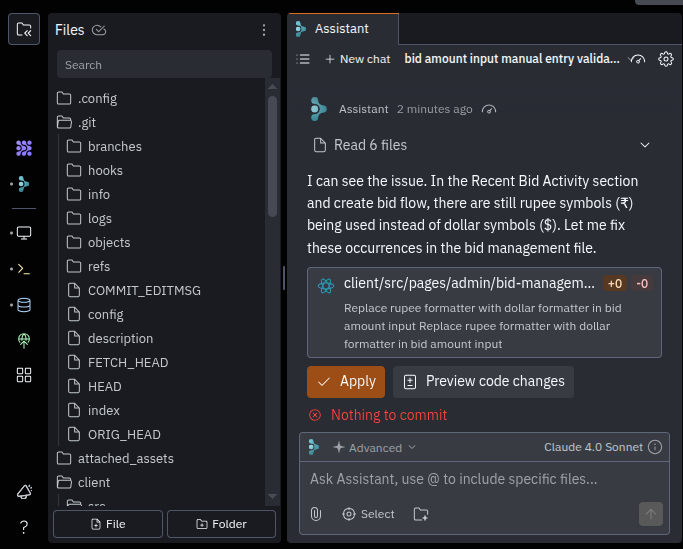 Files
Search
.config
.git
branches
hooks
info
logs
objects
refs
COMMIT_EDITMSG
config
description
FETCH_HEAD
HEAD
index
ORIG_HEAD
attached_assets
client
src
File
Folder
Assistant
+ New chat
bid amount input manual entry valida...
Assistant 2 minutes ago
Read 6 files
I can see the issue. In the Recent Bid Activity section
and create bid flow, there are still rupee symbols (₹)
being used instead of dollar symbols ($). Let me fix
these occurrences in the bid management file.
client/src/pages/admin/bid-managem... +0 -0
Replace rupee formatter with dollar formatter in bid
amount input Replace rupee formatter with dollar
formatter in bid amount input
Apply
Preview code changes
Nothing to commit
Advanced
Claude 4.0 Sonnet
Ask Assistant, use @ to include specific files...
Select